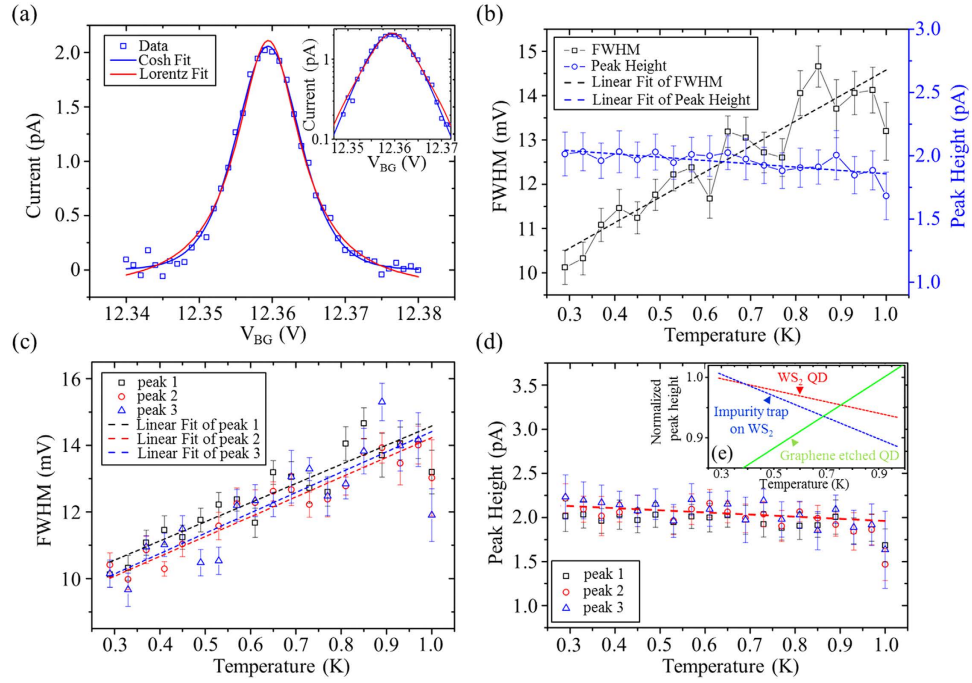 (a)
Data
Cosh Fit
Lorentz Fit
2.0
1.5
1.0
0.5
0
Current (pA)
12.34 12.35 12.36 12.37 12.38
V_BG (V)
1
0.1
Current (pA)
12.35 12.36 12.37
V_BG (V)
(b)
FWHM
Peak Height
Linear Fit of FWHM
Linear Fit of Peak Height
15
14
13
12
11
10
FWHM (mV)
3.0
2.5
2.0
1.5
1.0
Peak Height (pA)
0.3 0.4 0.5 0.6 0.7 0.8 0.9 1.0
Temperature (K)
(c)
peak 1
peak 2
peak 3
Linear Fit of peak 1
Linear Fit of peak 2
Linear Fit of peak 3
16
14
12
10
FWHM (mV)
0.3 0.4 0.5 0.6 0.7 0.8 0.9 1.0
Temperature (K)
(d)
3.5
3.0
2.5
2.0
1.5
1.0
Peak Height (pA)
1.0
0.9
Normalized
peak height
WS₂ QD
Impurity trap
on WS₂
(e)
Graphene etched QD
0.5 0.7 0.9
Temperature (K)
peak 1
peak 2
peak 3
0.3 0.4 0.5 0.6 0.7 0.8 0.9 1.0
Temperature (K)